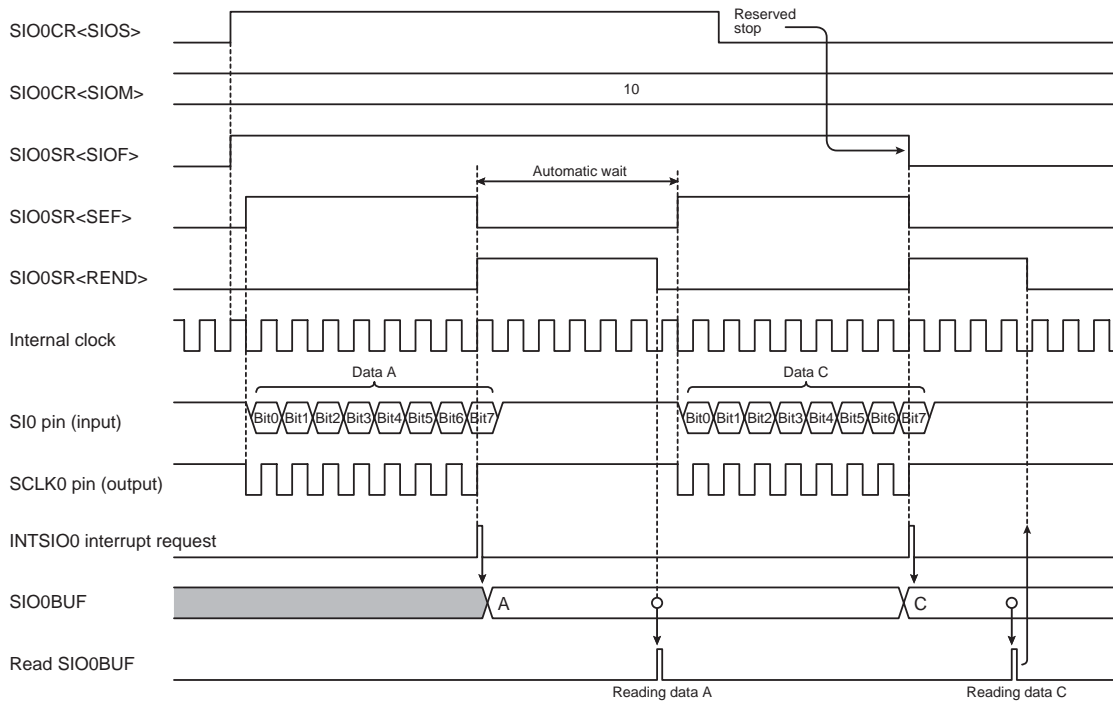 SIO0CR<SIOS>
Reserved
stop
SIO0CR<SIOM>
10
SIO0SR<SIOF>
Automatic wait
SIO0SR<SEF>
SIO0SR<REND>
Internal clock
Data A
Data C
SI0 pin (input)
Bit0 Bit1 Bit2 Bit3 Bit4 Bit5 Bit6 Bit7
Bit0 Bit1 Bit2 Bit3 Bit4 Bit5 Bit6 Bit7
SCLK0 pin (output)
INTSIO0 interrupt request
SIO0BUF
A
C
Read SIO0BUF
Reading data A
Reading data C